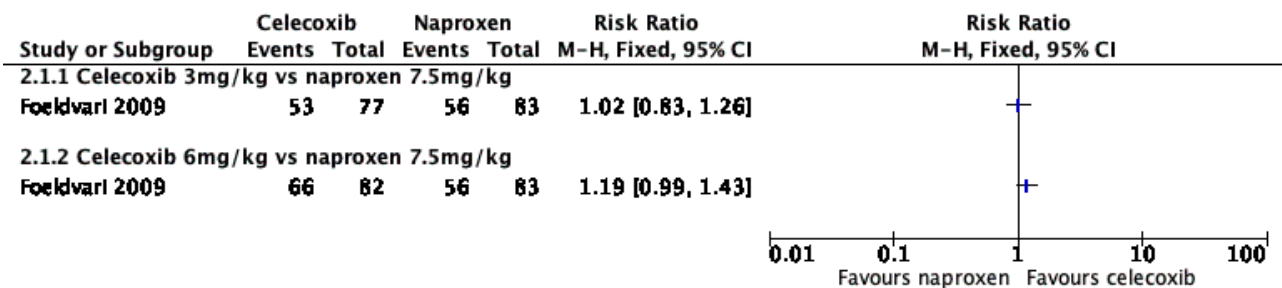 Celecoxib Naproxen Risk Ratio Risk Ratio
Study or Subgroup Events Total Events Total M-H, Fixed, 95% CI M-H, Fixed, 95% CI
2.1.1 Celecoxib 3mg/kg vs naproxen 7.5mg/kg
Foeldvari 2009 53 77 56 83 1.02 [0.83, 1.26]
2.1.2 Celecoxib 6mg/kg vs naproxen 7.5mg/kg
Foeldvari 2009 66 82 56 83 1.19 [0.99, 1.43]
0.01 0.1 1 10 100
Favours naproxen Favours celecoxib